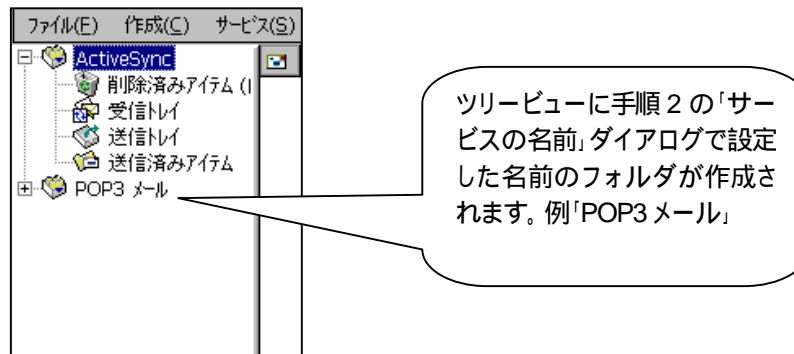 ファイル(F) 作成(C) サービス(S)
ActiveSync
削除済みアイテム (I
受信トレイ
送信トレイ
送信済みアイテム
POP3 メール
ツリービューに手順 2 の「サー
ビスの名前」ダイアログで設定
した名前のフォルダが作成さ
れます。例「POP3 メール」